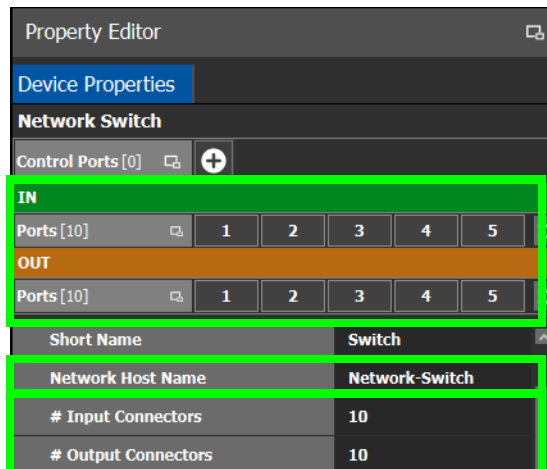 Property Editor
Device Properties
Network Switch
Control Ports [0]
IN
Ports [10] 1 2 3 4 5
OUT
Ports [10] 1 2 3 4 5
Short Name Switch
Network Host Name Network-Switch
# Input Connectors 10
# Output Connectors 10